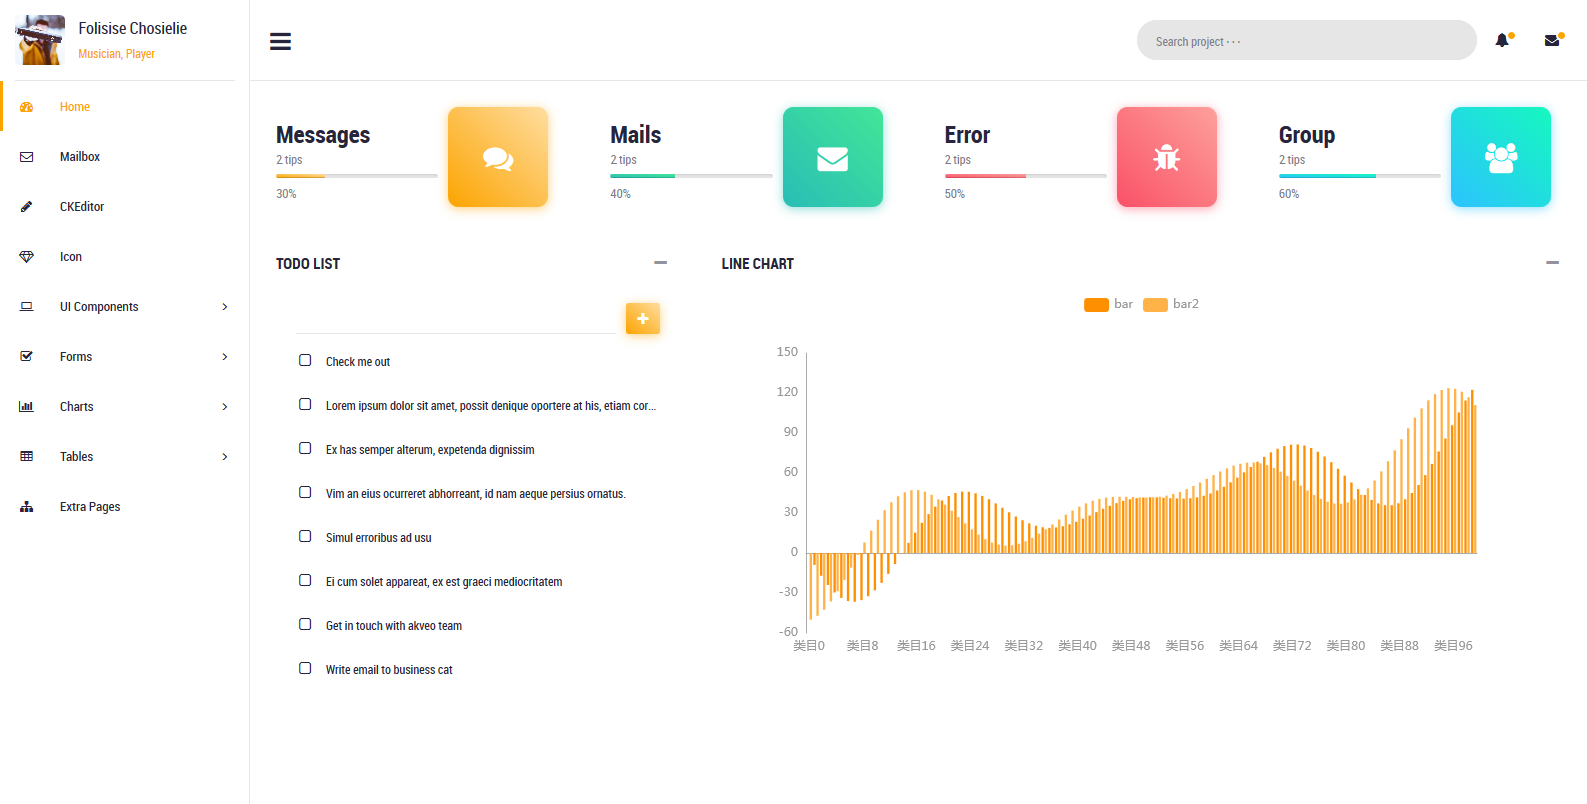 Folisise Chosielie
Musician, Player
Search project · · ·
Home
Mailbox
CKEditor
Icon
UI Components
Forms
Charts
Tables
Extra Pages
Messages
2 tips
30%
Mails
2 tips
40%
Error
2 tips
50%
Group
2 tips
60%
TODO LIST
Check me out
Lorem ipsum dolor sit amet, possit denique oportere at his, etiam cor...
Ex has semper alterum, expetenda dignissim
Vim an eius ocurreret abhorreant, id nam aeque persius ornatus.
Simul erroribus ad usu
Ei cum solet appareat, ex est graeci mediocritatem
Get in touch with akveo team
Write email to business cat
LINE CHART
bar bar2
150
120
90
60
30
0
-30
-60
类目0 类目8 类目16 类目24 类目32 类目40 类目48 类目56 类目64 类目72 类目80 类目88 类目96